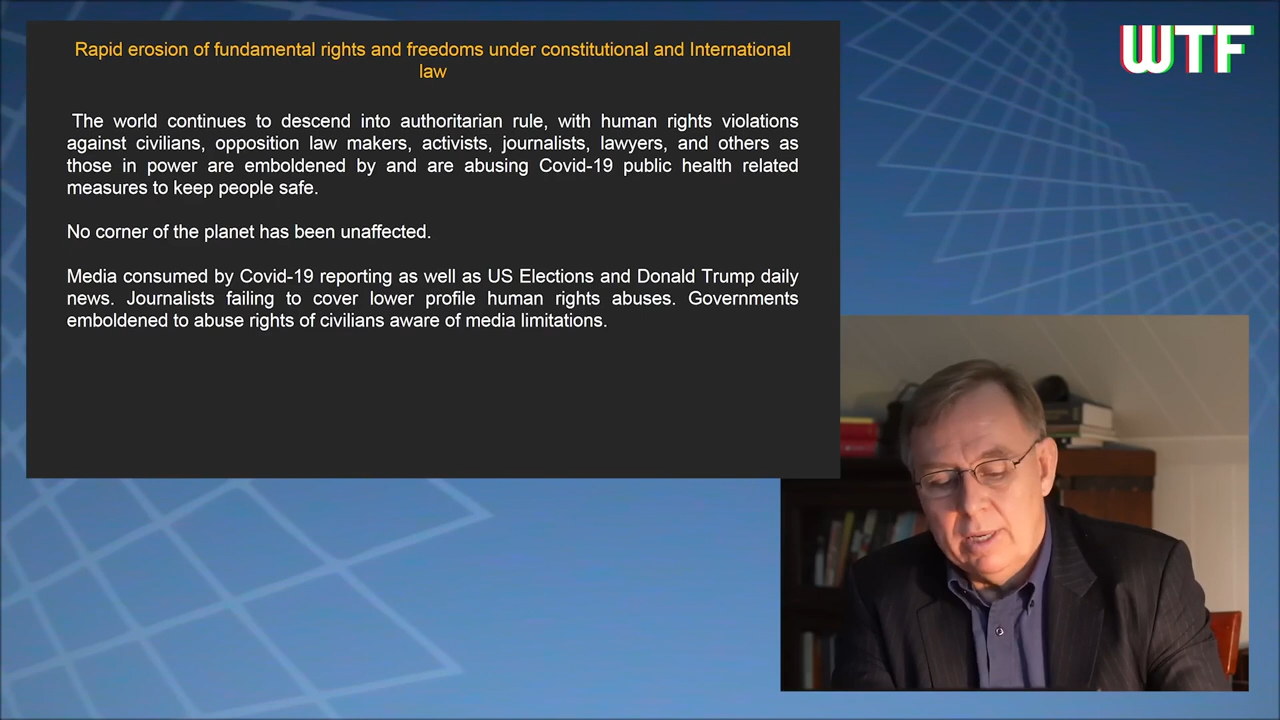 WTF
Rapid erosion of fundamental rights and freedoms under constitutional and International
law
The world continues to descend into authoritarian rule, with human rights violations
against civilians, opposition law makers, activists, journalists, lawyers, and others as
those in power are emboldened by and are abusing Covid-19 public health related
measures to keep people safe.
No corner of the planet has been unaffected.
Media consumed by Covid-19 reporting as well as US Elections and Donald Trump daily
news. Journalists failing to cover lower profile human rights abuses. Governments
emboldened to abuse rights of civilians aware of media limitations.